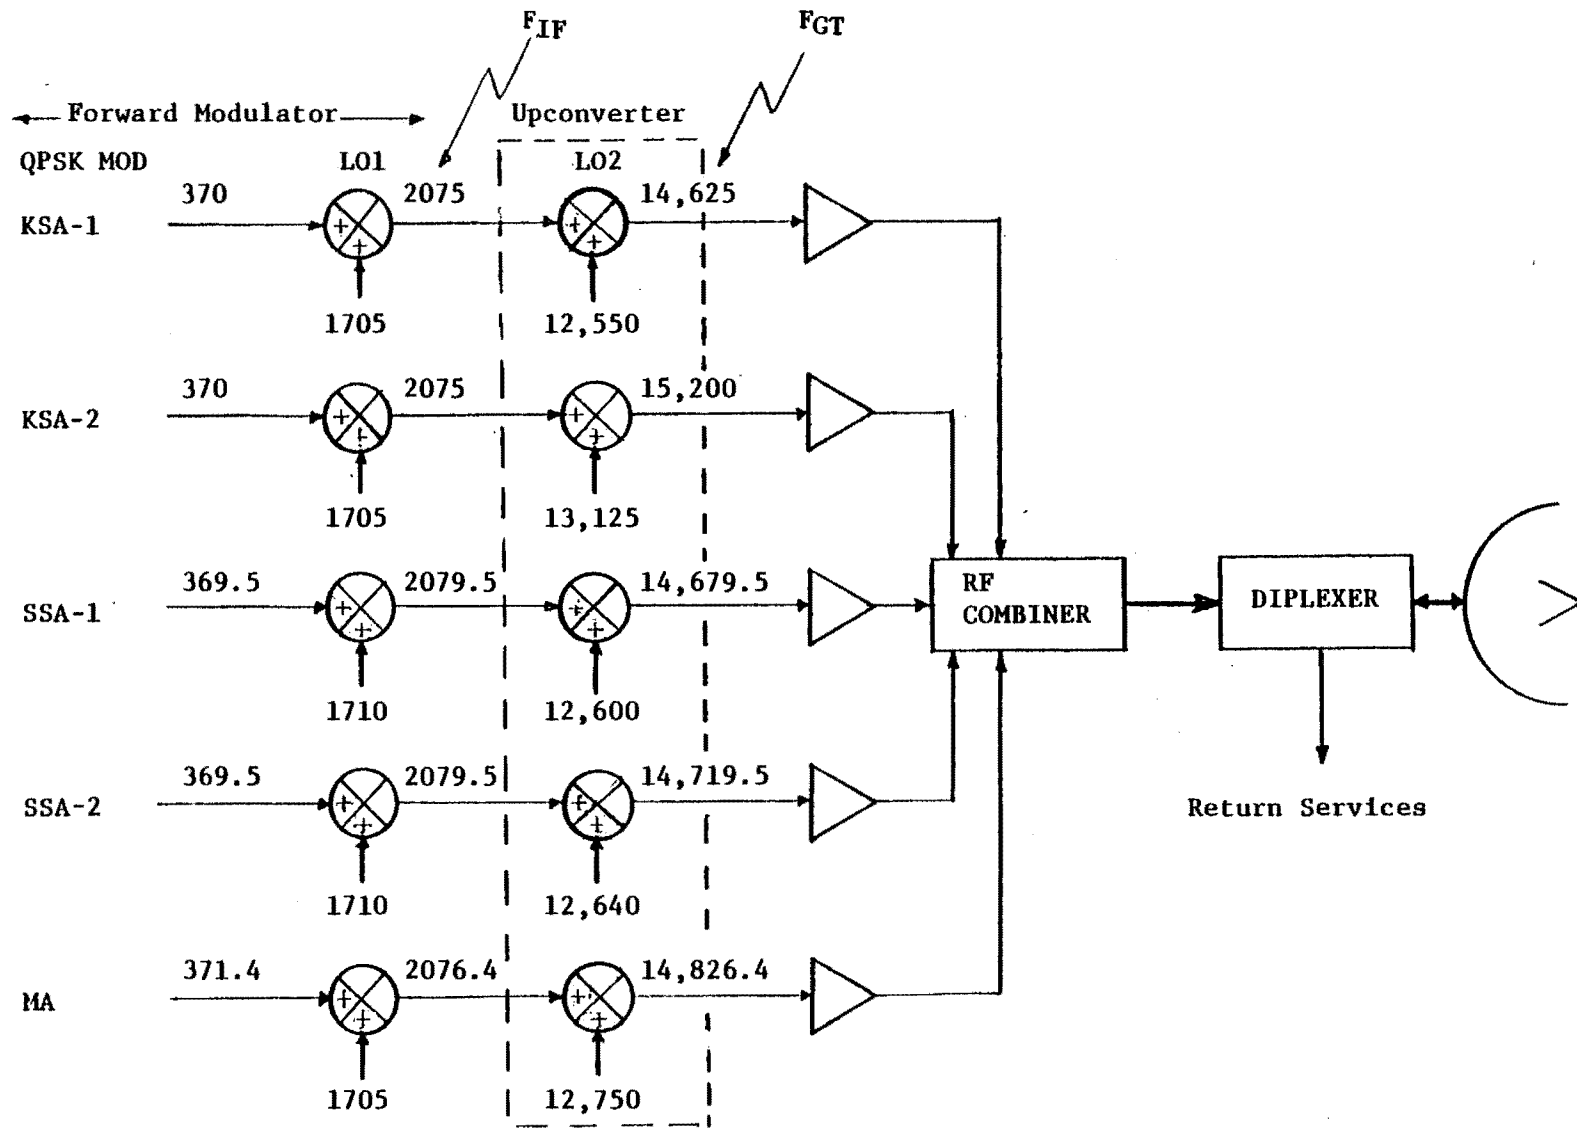 F_IF
F_GT
Forward Modulator
Upconverter
QPSK MOD
LO1
LO2
KSA-1
370
2075
14,625
1705
12,550
KSA-2
370
2075
15,200
1705
13,125
SSA-1
369.5
2079.5
14,679.5
1710
12,600
RF
COMBINER
DIPLEXER
SSA-2
369.5
2079.5
14,719.5
1710
12,640
Return Services
MA
371.4
2076.4
14,826.4
1705
12,750